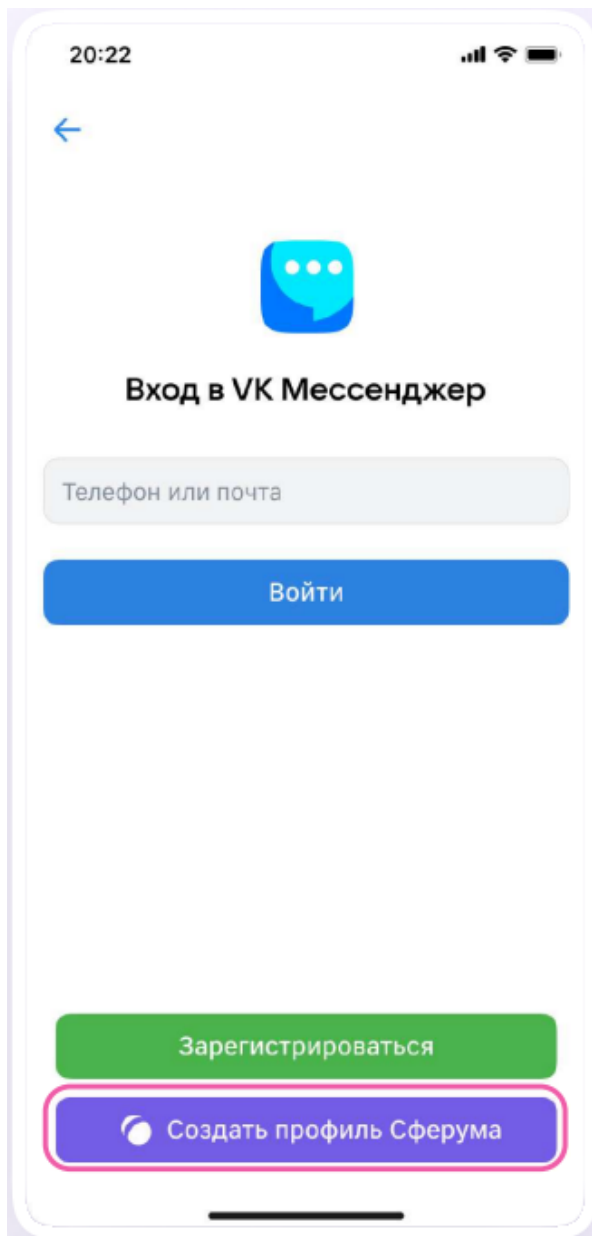 20:22
Вход в VK Мессенджер
Телефон или почта
Войти
Зарегистрироваться
Создать профиль Сферума